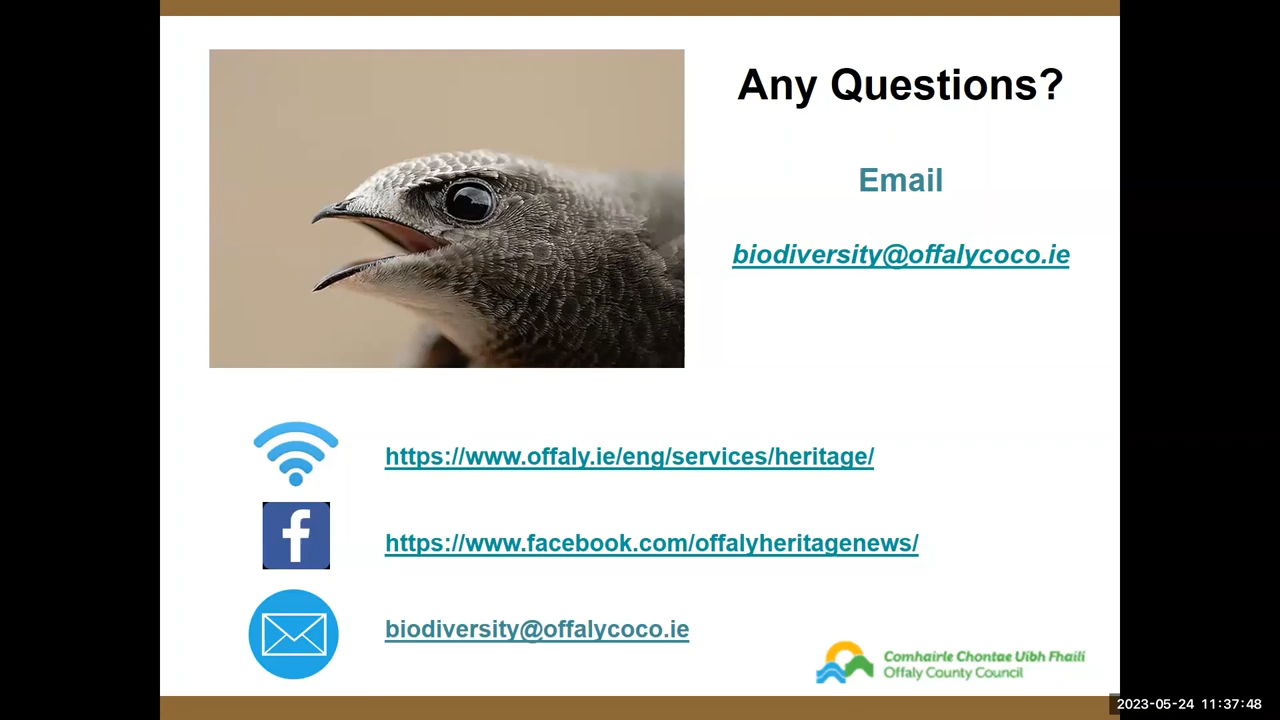 Any Questions?
Email
biodiversity@offalycoco.ie
https://www.offaly.ie/eng/services/heritage/
https://www.facebook.com/offalyheritagenews/
biodiversity@offalycoco.ie
Comhairle Chontae Uíbh Fhailí
Offaly County Council
2023-05-24 11:37:48